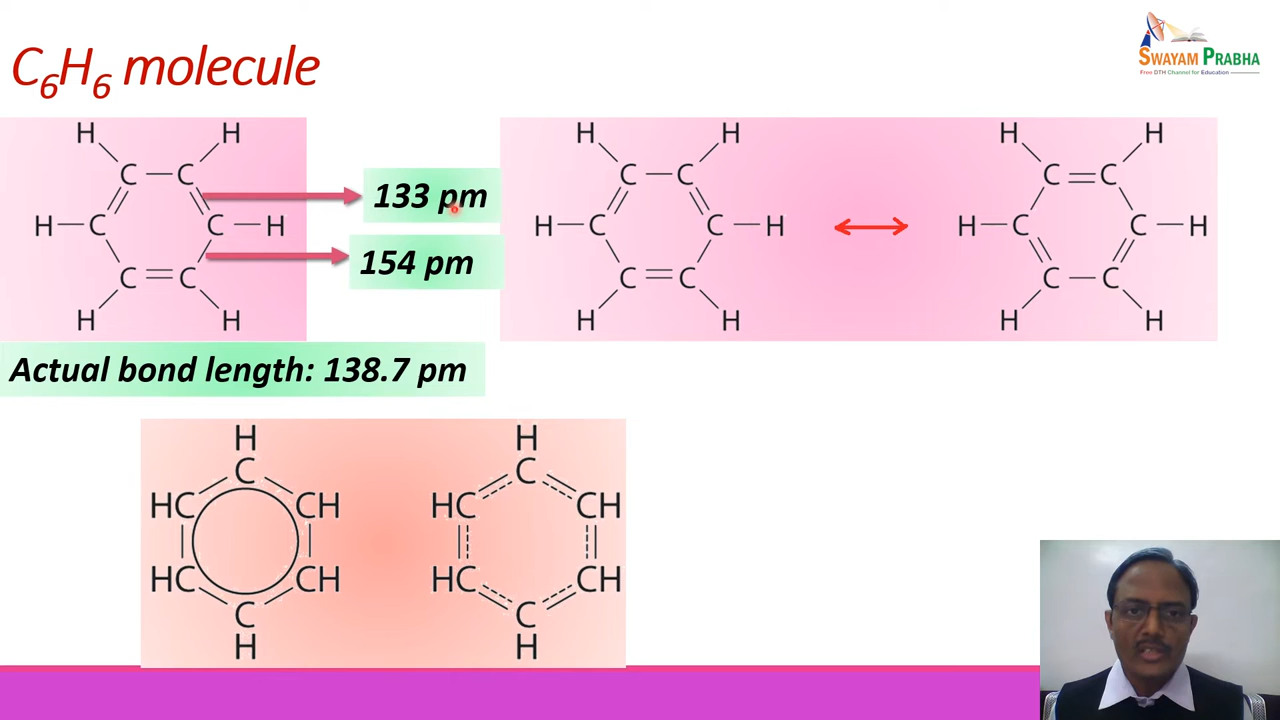 C6H6 molecule
SWAYAM PRABHA
Free DTH Channel for Education
H H
C — C
H — C C — H
C = C
H H
133 pm
154 pm
H H
C — C
H — C C — H
C = C
H H
H H
C = C
H — C C — H
C — C
H H
Actual bond length: 138.7 pm
H
C
HC CH
HC CH
C
H
H
C
HC CH
HC CH
C
H